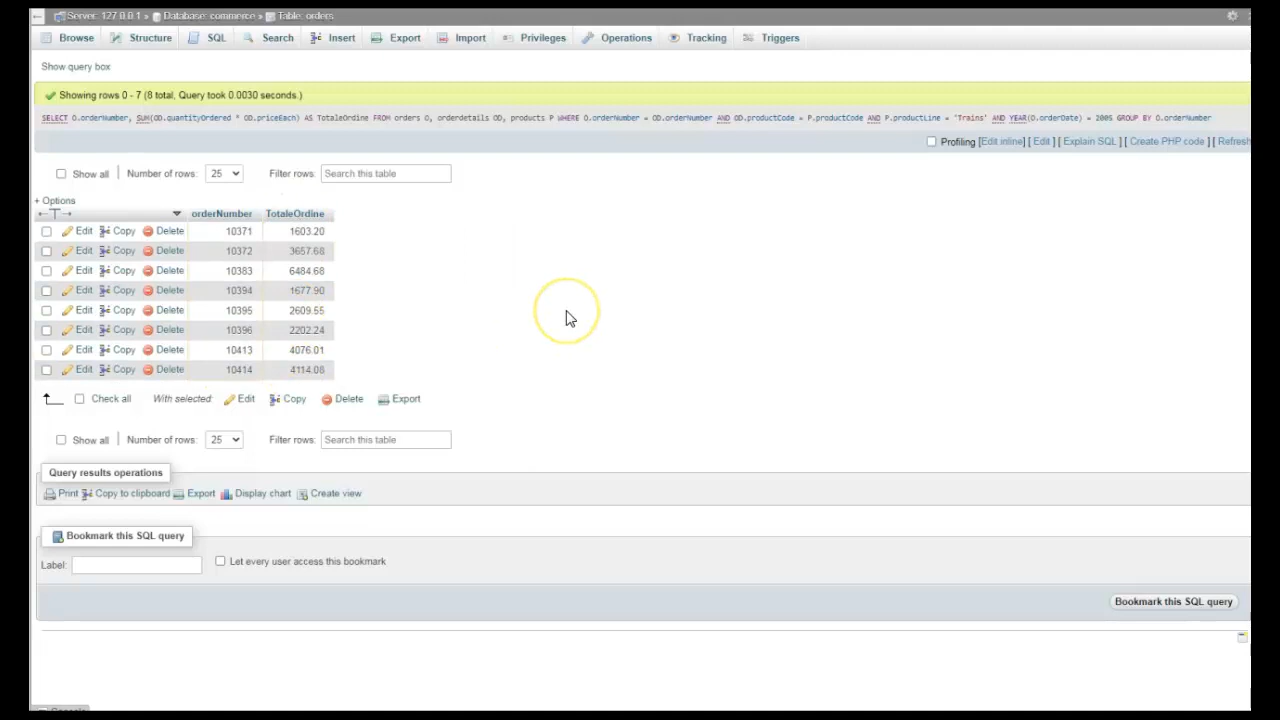 Server: 127.0.0.1 » Database: commerce » Table: orders
Browse Structure SQL Search Insert Export Import Privileges Operations Tracking Triggers
Show query box
Showing rows 0 - 7 (8 total, Query took 0.0030 seconds.)
SELECT O.orderNumber, SUM(OD.quantityOrdered * OD.priceEach) AS TotaleOrdine FROM orders O, orderdetails OD, products P WHERE O.orderNumber = OD.orderNumber AND OD.productCode = P.productCode AND P.productLine = 'Trains' AND YEAR(O.orderDate) = 2005 GROUP BY O.orderNumber
Profiling [Edit inline] [ Edit ] [ Explain SQL ] [ Create PHP code ] [ Refresh
Show all Number of rows: 25 Filter rows: Search this table
+ Options
←T→ orderNumber TotaleOrdine
Edit Copy Delete 10371 1603.20
Edit Copy Delete 10372 3657.68
Edit Copy Delete 10383 6484.68
Edit Copy Delete 10394 1677.90
Edit Copy Delete 10395 2609.55
Edit Copy Delete 10396 2202.24
Edit Copy Delete 10413 4076.01
Edit Copy Delete 10414 4114.08
Check all With selected: Edit Copy Delete Export
Show all Number of rows: 25 Filter rows: Search this table
Query results operations
Print Copy to clipboard Export Display chart Create view
Bookmark this SQL query
Label: Let every user access this bookmark
Bookmark this SQL query